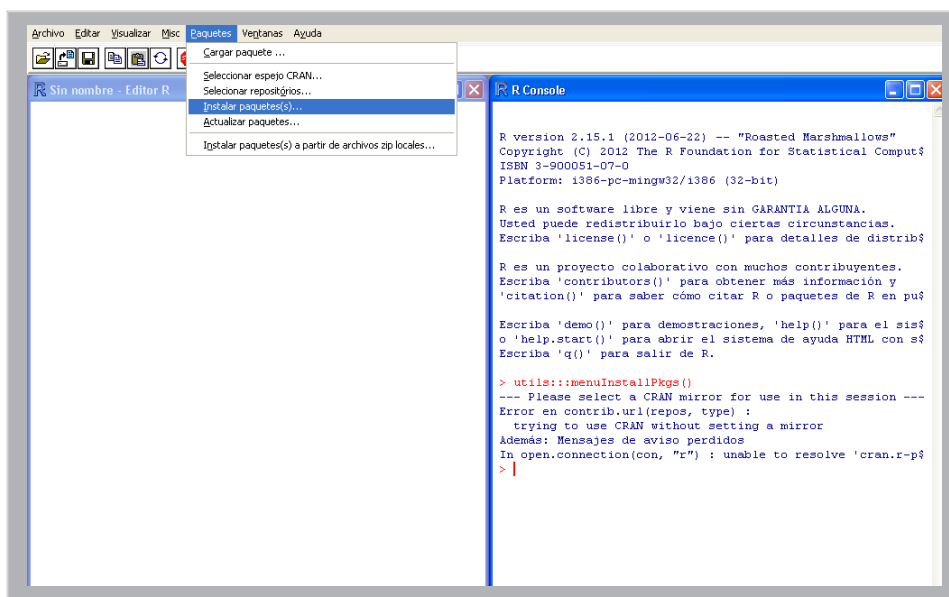 Archivo Editar Visualizar Misc Paquetes Ventanas Ayuda
Cargar paquete ...
Seleccionar espejo CRAN...
Selecionar repositórios...
Instalar paquetes(s)...
Actualizar paquetes...
Instalar paquetes(s) a partir de archivos zip locales...
Sin nombre - Editor R
R Console
R version 2.15.1 (2012-06-22) -- "Roasted Marshmallows"
Copyright (C) 2012 The R Foundation for Statistical Comput$
ISBN 3-900051-07-0
Platform: i386-pc-mingw32/i386 (32-bit)
R es un software libre y viene sin GARANTIA ALGUNA.
Usted puede redistribuirlo bajo ciertas circunstancias.
Escriba 'license()' o 'licence()' para detalles de distrib$
R es un proyecto colaborativo con muchos contribuyentes.
Escriba 'contributors()' para obtener más información y
'citation()' para saber cómo citar R o paquetes de R en pu$
Escriba 'demo()' para demostraciones, 'help()' para el sis$
o 'help.start()' para abrir el sistema de ayuda HTML con s$
Escriba 'q()' para salir de R.
> utils:::menuInstallPkgs()
--- Please select a CRAN mirror for use in this session ---
Error en contrib.url(repos, type) :
trying to use CRAN without setting a mirror
Además: Mensajes de aviso perdidos
In open.connection(con, "r") : unable to resolve 'cran.r-p$
>